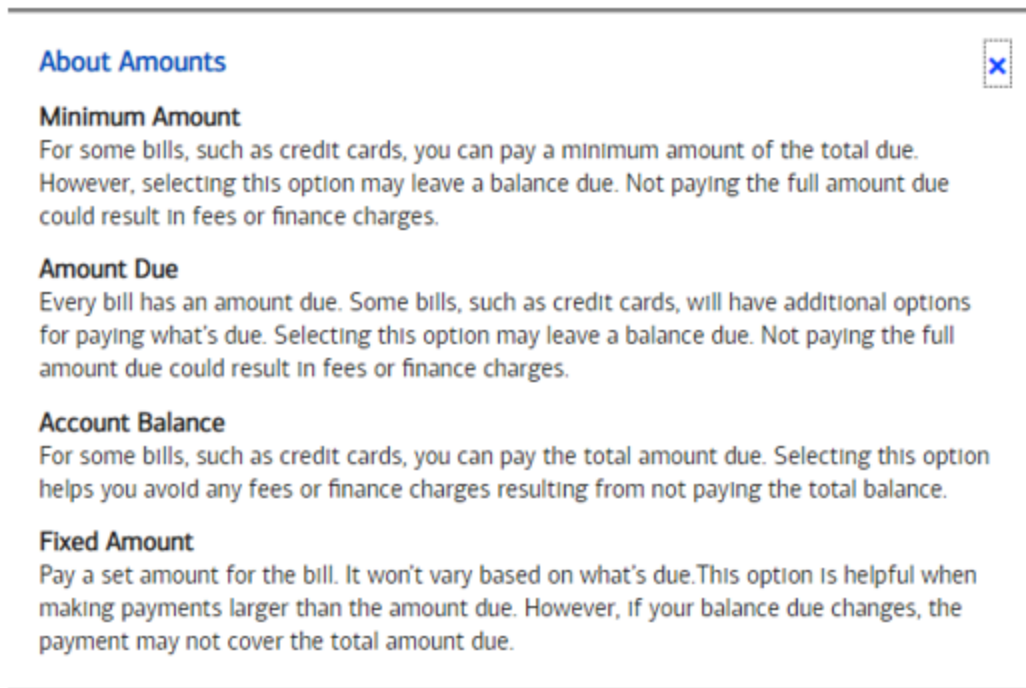 About Amounts
Minimum Amount
For some bills, such as credit cards, you can pay a minimum amount of the total due.
However, selecting this option may leave a balance due. Not paying the full amount due
could result in fees or finance charges.
Amount Due
Every bill has an amount due. Some bills, such as credit cards, will have additional options
for paying what's due. Selecting this option may leave a balance due. Not paying the full
amount due could result in fees or finance charges.
Account Balance
For some bills, such as credit cards, you can pay the total amount due. Selecting this option
helps you avoid any fees or finance charges resulting from not paying the total balance.
Fixed Amount
Pay a set amount for the bill. It won't vary based on what's due.This option is helpful when
making payments larger than the amount due. However, if your balance due changes, the
payment may not cover the total amount due.